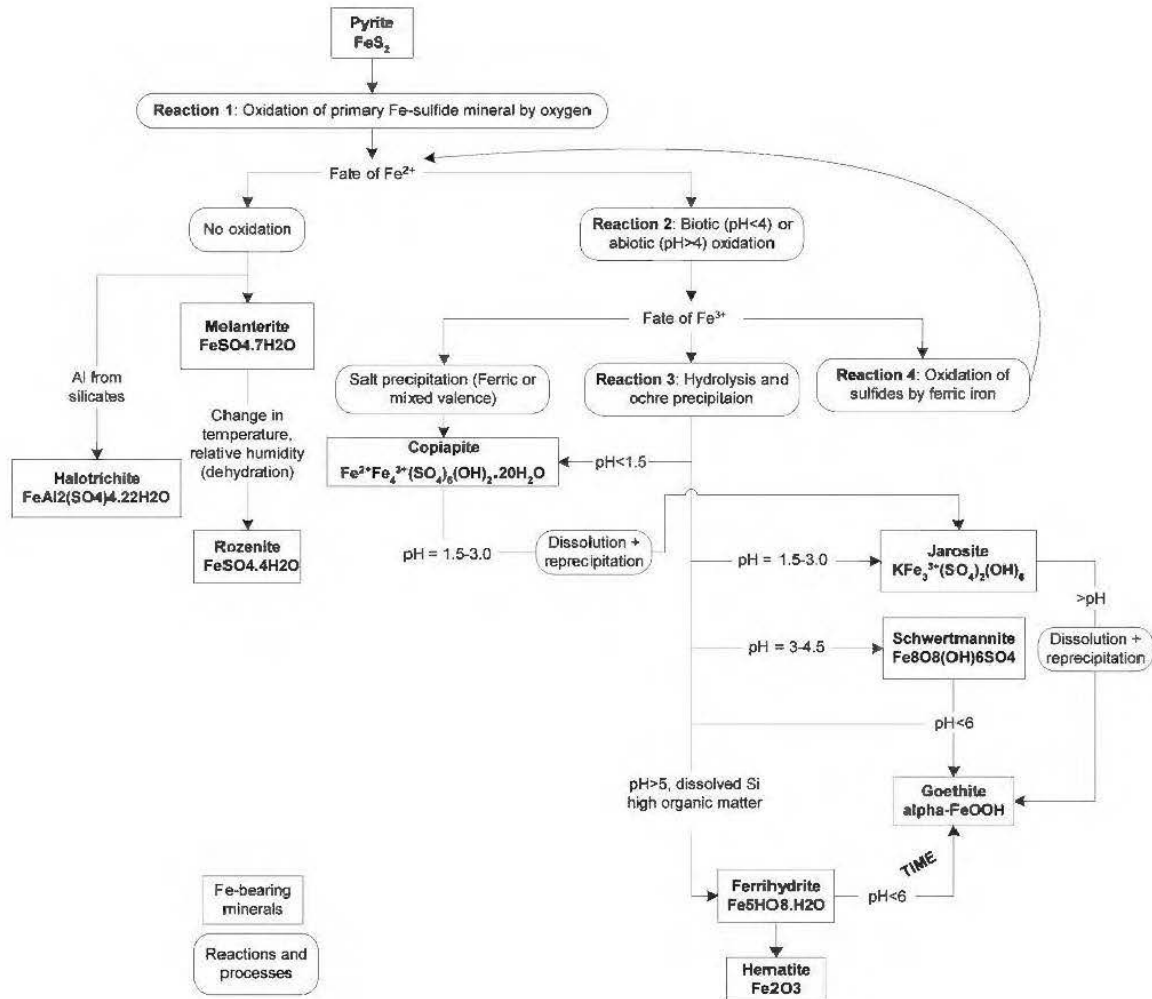 Pyrite
FeS₂
Reaction 1: Oxidation of primary Fe-sulfide mineral by oxygen
Fate of Fe²⁺
No oxidation
Reaction 2: Biotic (pH<4) or
abiotic (pH>4) oxidation
Melanterite
FeSO4.7H2O
Fate of Fe³⁺
Al from
silicates
Salt precipitation (Ferric or
mixed valence)
Reaction 3: Hydrolysis and
ochre precipitaion
Reaction 4: Oxidation of
sulfides by ferric iron
Change in
temperature,
relative humidity
(dehydration)
Halotrichite
FeAl2(SO4)4.22H2O
Copiapite
Fe²⁺Fe₄³⁺(SO₄)₆(OH)₂.20H₂O
pH<1.5
Rozenite
FeSO4.4H2O
pH = 1.5-3.0
Dissolution +
reprecipitation
pH = 1.5-3.0
Jarosite
KFe₃³⁺(SO₄)₂(OH)₆
>pH
pH = 3-4.5
Schwertmannite
Fe8O8(OH)6SO4
Dissolution +
reprecipitation
pH<6
pH>5, dissolved Si
high organic matter
Goethite
alpha-FeOOH
TIME
Ferrihydrite
Fe5HO8.H2O
pH<6
Hematite
Fe2O3
Fe-bearing
minerals
Reactions and
processes